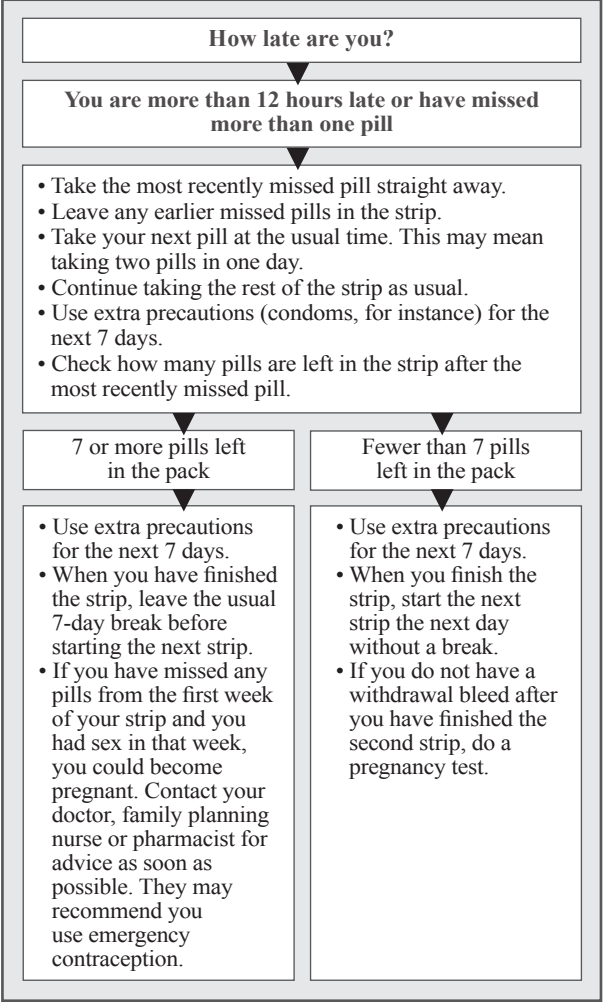 How late are you?
You are more than 12 hours late or have missed
more than one pill
• Take the most recently missed pill straight away.
• Leave any earlier missed pills in the strip.
• Take your next pill at the usual time. This may mean
taking two pills in one day.
• Continue taking the rest of the strip as usual.
• Use extra precautions (condoms, for instance) for the
next 7 days.
• Check how many pills are left in the strip after the
most recently missed pill.
7 or more pills left
in the pack
• Use extra precautions
for the next 7 days.
• When you have finished
the strip, leave the usual
7-day break before
starting the next strip.
• If you have missed any
pills from the first week
of your strip and you
had sex in that week,
you could become
pregnant. Contact your
doctor, family planning
nurse or pharmacist for
advice as soon as
possible. They may
recommend you
use emergency
contraception.
Fewer than 7 pills
left in the pack
• Use extra precautions
for the next 7 days.
• When you finish the
strip, start the next
strip the next day
without a break.
• If you do not have a
withdrawal bleed after
you have finished the
second strip, do a
pregnancy test.